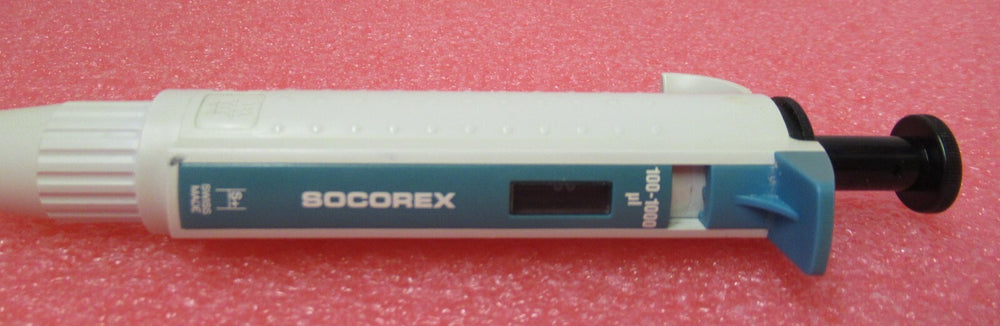 SWISS
MADE
SOCOREX
100-1000
µl